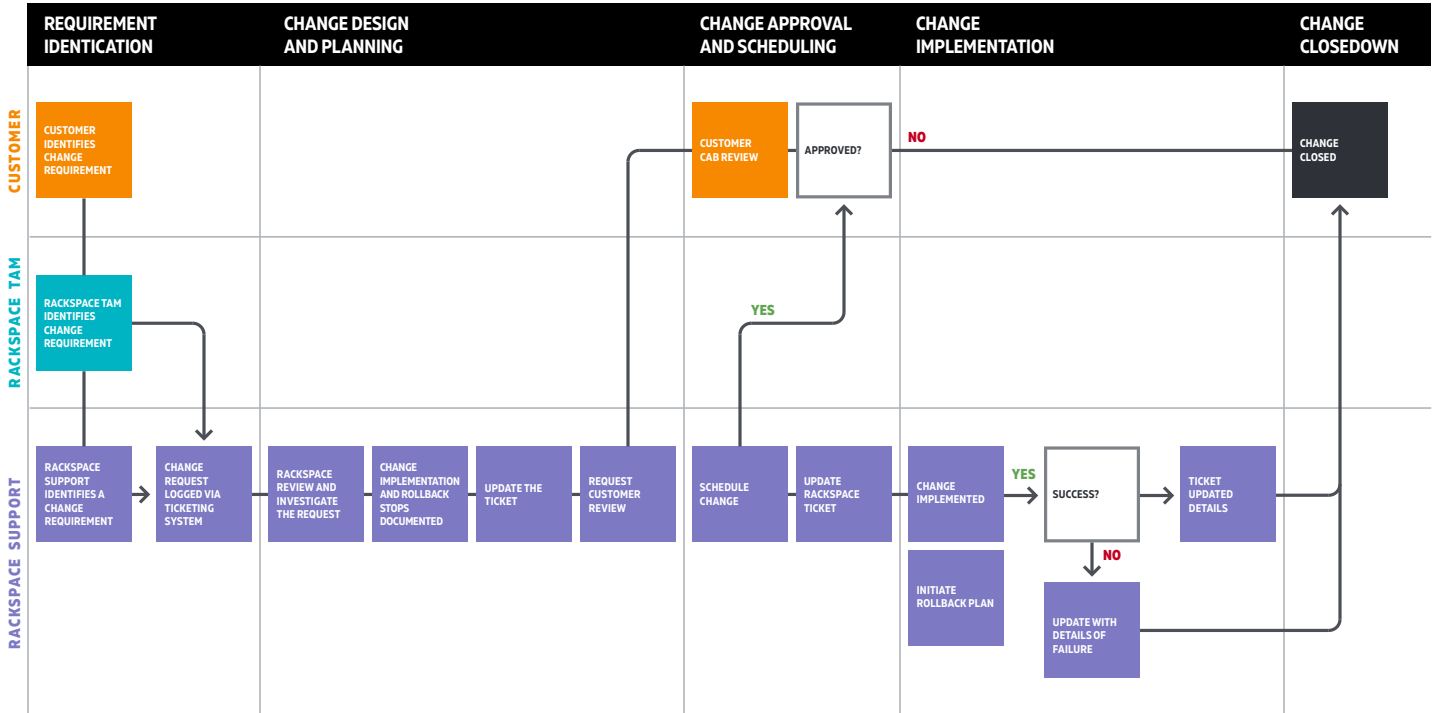 REQUIREMENT
IDENTICATION
CHANGE DESIGN
AND PLANNING
CHANGE APPROVAL
AND SCHEDULING
CHANGE
IMPLEMENTATION
CHANGE
CLOSEDOWN
CUSTOMER
CUSTOMER
IDENTIFIES
CHANGE
REQUIREMENT
CUSTOMER
CAB REVIEW
APPROVED?
NO
CHANGE
CLOSED
RACKSPACE TAM
RACKSPACE TAM
IDENTIFIES
CHANGE
REQUIREMENT
YES
RACKSPACE SUPPORT
RACKSPACE
SUPPORT
IDENTIFIES A
CHANGE
REQUIREMENT
CHANGE
REQUEST
LOGGED VIA
TICKETING
SYSTEM
RACKSPACE
REVIEW AND
INVESTIGATE
THE REQUEST
CHANGE
IMPLEMENTATION
AND ROLLBACK
STOPS
DOCUMENTED
UPDATE THE
TICKET
REQUEST
CUSTOMER
REVIEW
SCHEDULE
CHANGE
UPDATE
RACKSPACE
TICKET
CHANGE
IMPLEMENTED
YES
SUCCESS?
TICKET
UPDATED
DETAILS
NO
INITIATE
ROLLBACK PLAN
UPDATE WITH
DETAILS OF
FAILURE